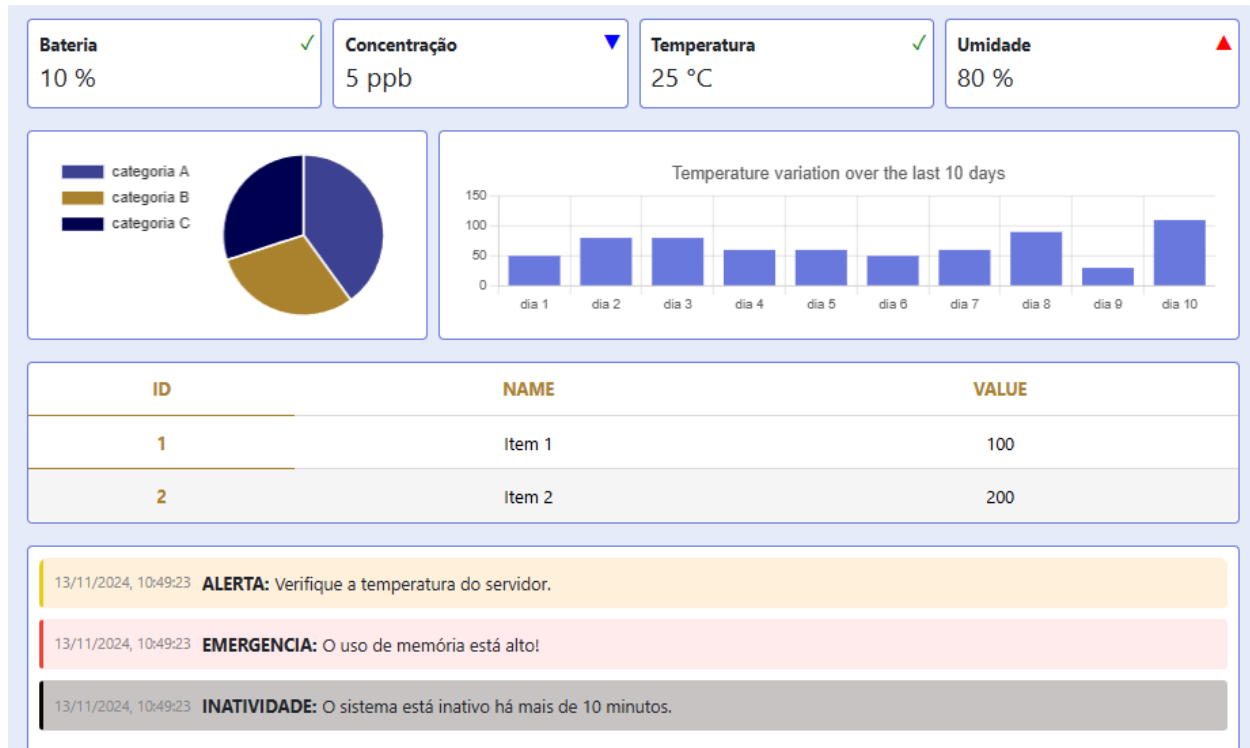 Bateria ✓
10 %
Concentração ▼
5 ppb
Temperatura ✓
25 °C
Umidade ▲
80 %
categoria A
categoria B
categoria C
Temperature variation over the last 10 days
150
100
50
0
dia 1 dia 2 dia 3 dia 4 dia 5 dia 6 dia 7 dia 8 dia 9 dia 10
ID NAME VALUE
1 Item 1 100
2 Item 2 200
13/11/2024, 10:49:23 ALERTA: Verifique a temperatura do servidor.
13/11/2024, 10:49:23 EMERGENCIA: O uso de memória está alto!
13/11/2024, 10:49:23 INATIVIDADE: O sistema está inativo há mais de 10 minutos.